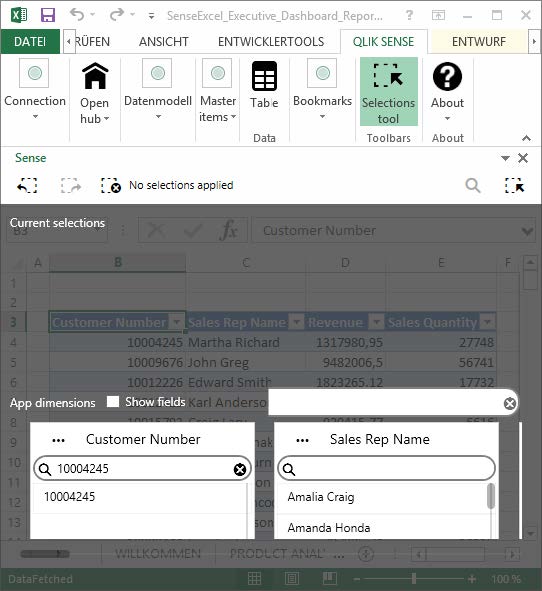 SenseExcel_Executive_Dashboard_Repor...
DATEI RÜFEN ANSICHT ENTWICKLERTOOLS QLIK SENSE ENTWURF
Connection Open hub Datenmodell Master items Table Bookmarks Selections tool About
Data Toolbars About
Sense
No selections applied
Current selections
B3 fx Customer Number
A B C D E F
1
3 Customer Number Sales Rep Name Revenue Sales Quantity
4 10004245 Martha Richard 1317980,95 27748
5 10009676 John Greg 9482006,5 56741
6 10012226 Edward Smith 1823265.12 17732
App dimensions Show fields Karl Anderso
Customer Number Sales Rep Name
10004245
10004245 Amalia Craig
Amanda Honda
WILLKOMMEN PRODUCT ANAL ...
DataFetched 100 %